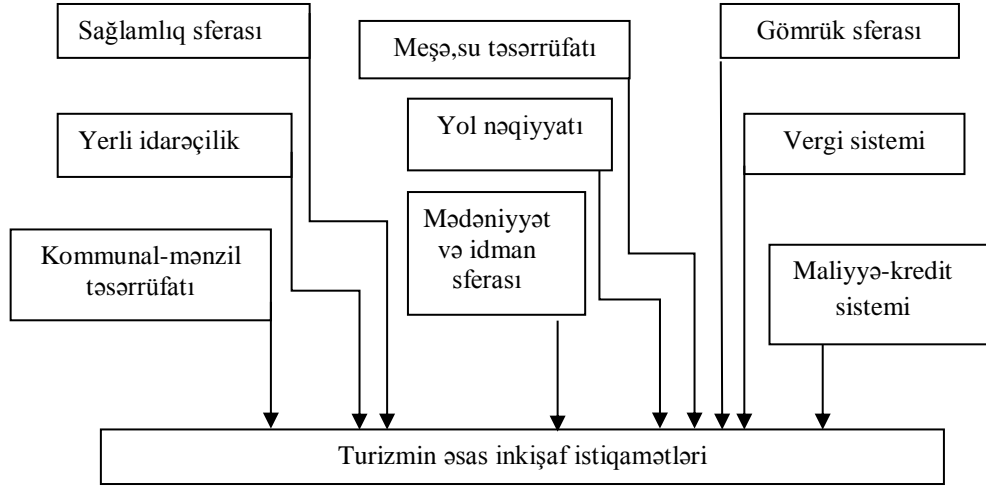 Sağlamlıq sferası
Meşə,su təsərrüfatı
Gömrük sferası
Yerli idarəçilik
Yol nəqiyyatı
Vergi sistemi
Kommunal-mənzil
təsərrüfatı
Mədəniyyət
və idman
sferası
Maliyyə-kredit
sistemi
Turizmin əsas inkişaf istiqamətləri